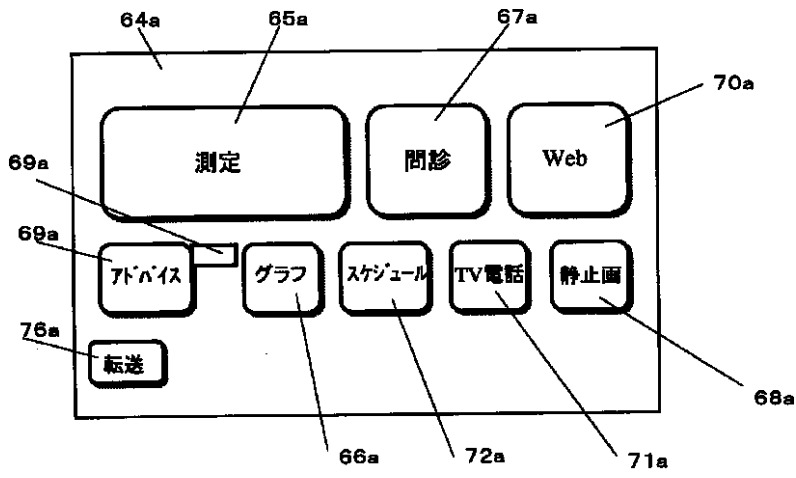 64a
65a
67a
70a
測定
問診
Web
69a
69a
アドバイス
グラフ
スケジュール
TV電話
静止画
76a
転送
68a
66a
72a
71a